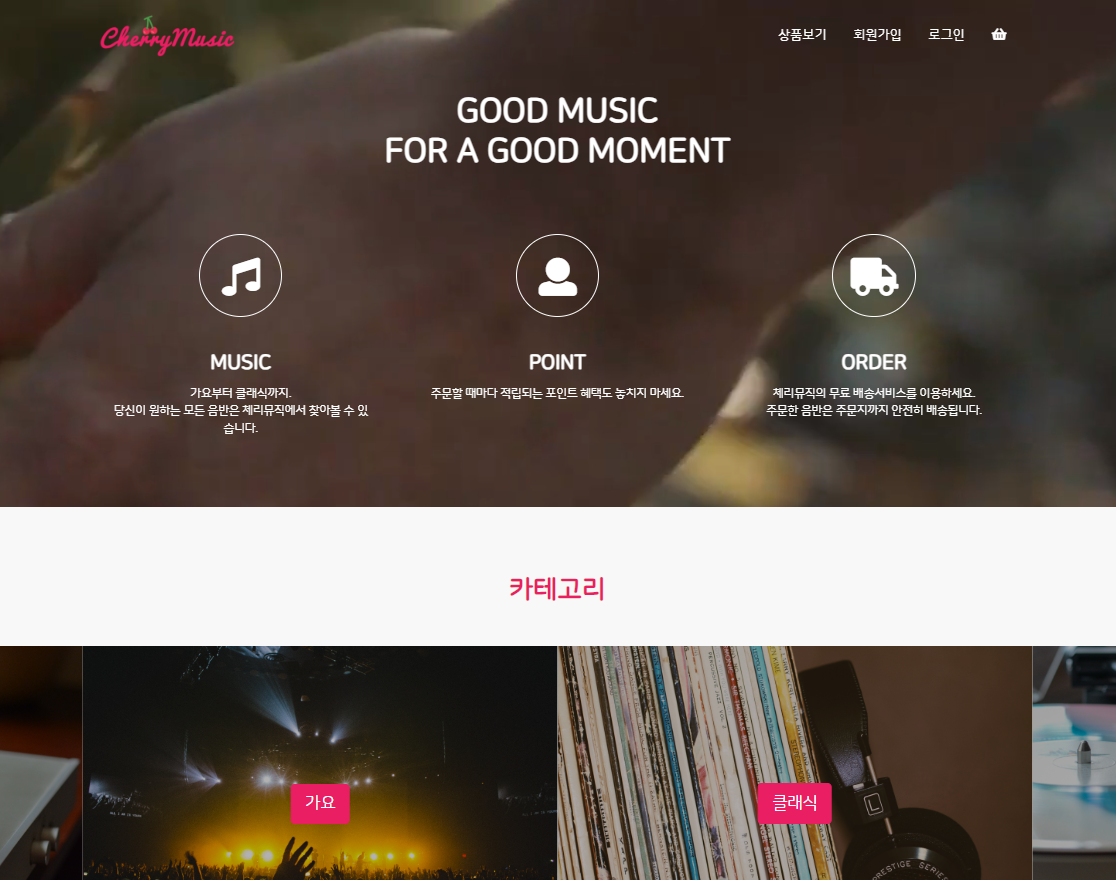 CherryMusic
상품보기 회원가입 로그인
GOOD MUSIC
FOR A GOOD MOMENT
MUSIC
가요부터 클래식까지.
당신이 원하는 모든 음반은 체리뮤직에서 찾아볼 수 있
습니다.
POINT
주문할 때마다 적립되는 포인트 혜택도 놓치지 마세요.
ORDER
체리뮤직의 무료 배송서비스를 이용하세요.
주문한 음반은 주문지까지 안전히 배송됩니다.
카테고리
가요
클래식
L
PRESTIGE SERIES